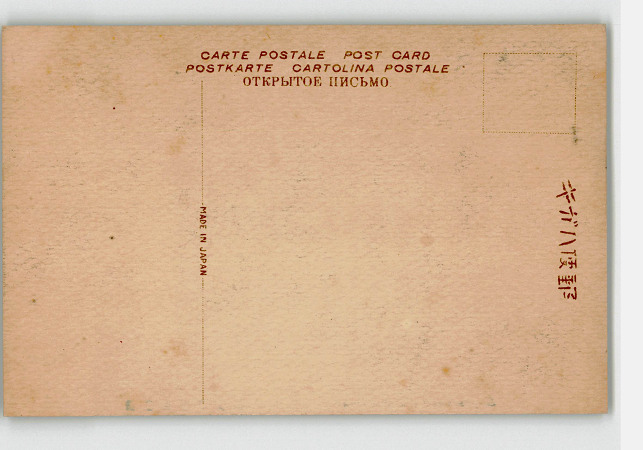 CARTE POSTALE POST CARD
POSTKARTE CARTOLINA POSTALE
ОТКРЫТОЕ ПИСЬМО
MADE IN JAPAN
郵便はがき